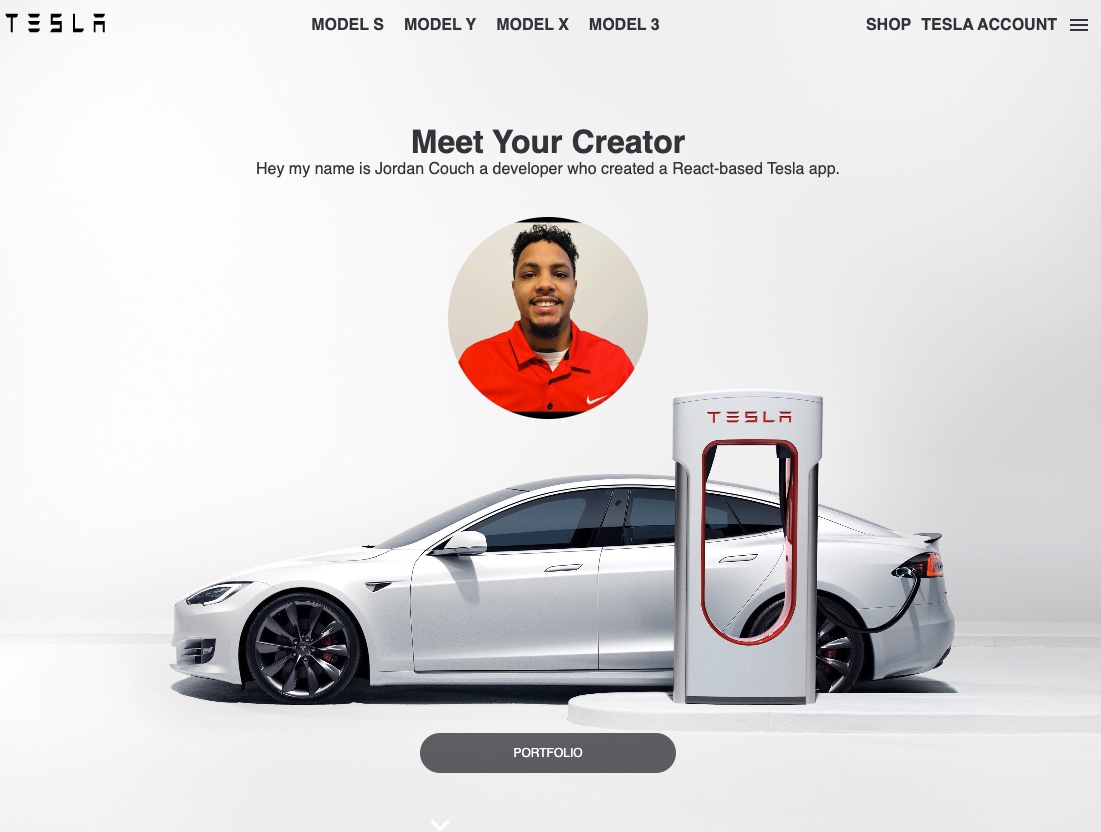 TESLA
MODEL S MODEL Y MODEL X MODEL 3
SHOP TESLA ACCOUNT
Meet Your Creator
Hey my name is Jordan Couch a developer who created a React-based Tesla app.
TESLA
PORTFOLIO